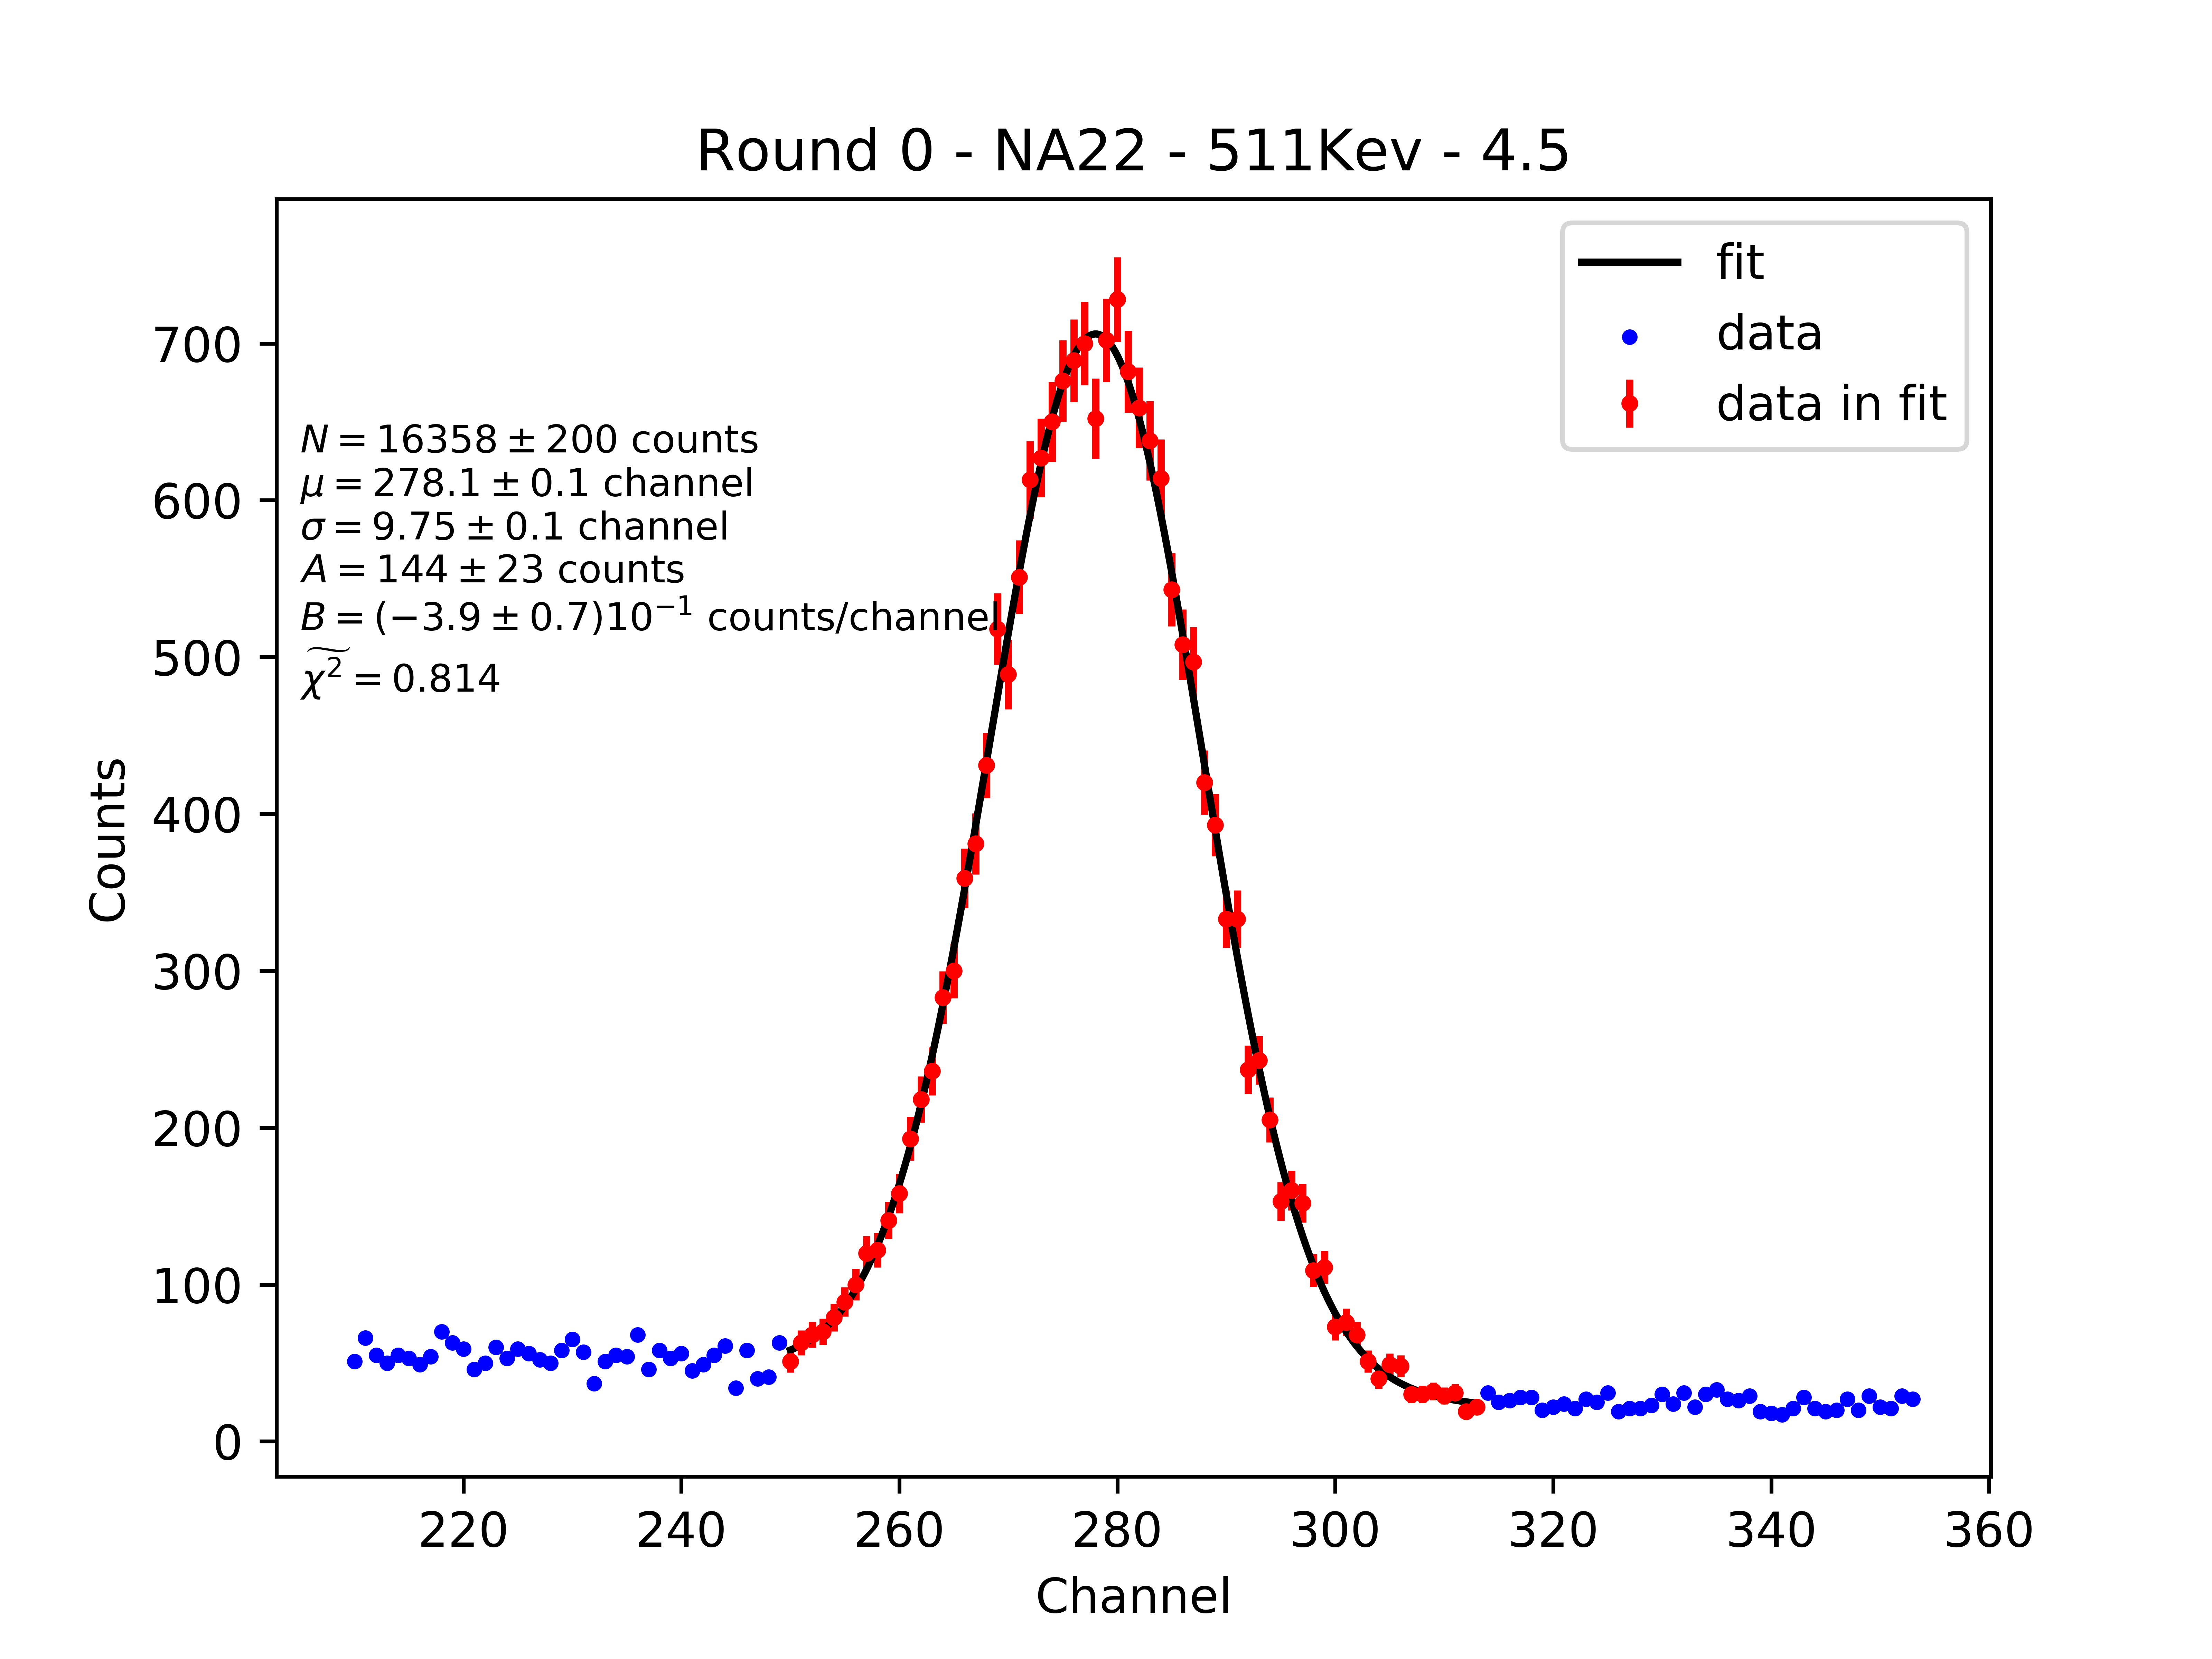 Round 0 - NA22 - 511Kev - 4.5
fit
data
data in fit
N = 16358 ± 200 counts
μ = 278.1 ± 0.1 channel
σ = 9.75 ± 0.1 channel
A = 144 ± 23 counts
B = (−3.9 ± 0.7)10⁻¹ counts/channel
χ̃² = 0.814
Counts
700
600
500
400
300
200
100
0
220 240 260 280 300 320 340 360
Channel